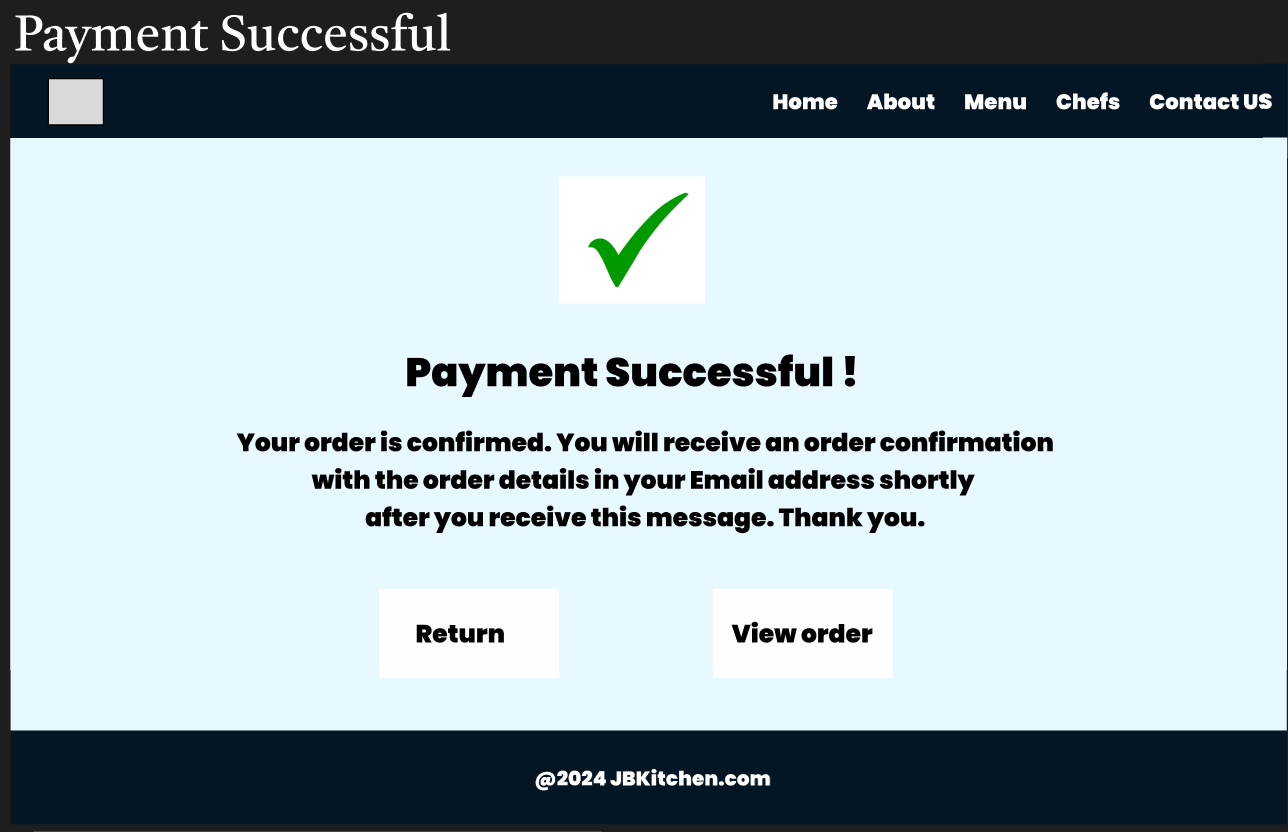 Payment Successful
Home About Menu Chefs Contact US
Payment Successful !
Your order is confirmed. You will receive an order confirmation
with the order details in your Email address shortly
after you receive this message. Thank you.
Return View order
@2024 JBKitchen.com